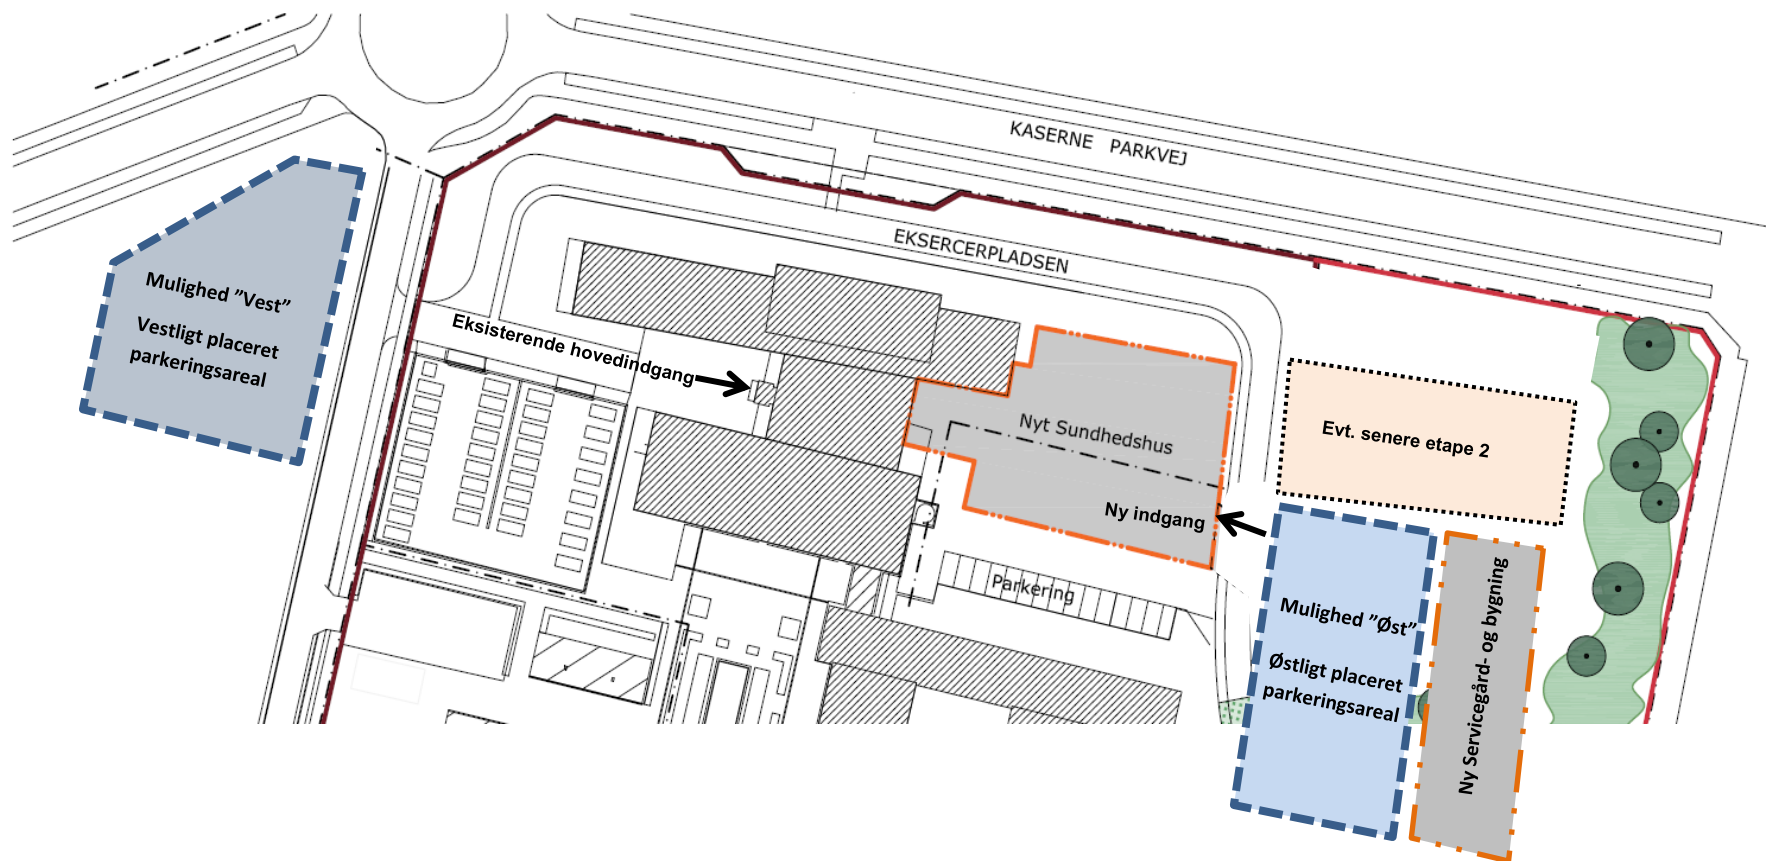 KASERNE PARKVEJ
EKSERCERPLADSEN
Mulighed ”Vest”
Vestligt placeret
parkeringsareal
Eksisterende hovedindgang
Nyt Sundhedshus
Ny indgang
Evt. senere etape 2
Parkering
Mulighed ”Øst”
Østligt placeret
parkeringsareal
Ny Servicegård- og bygning